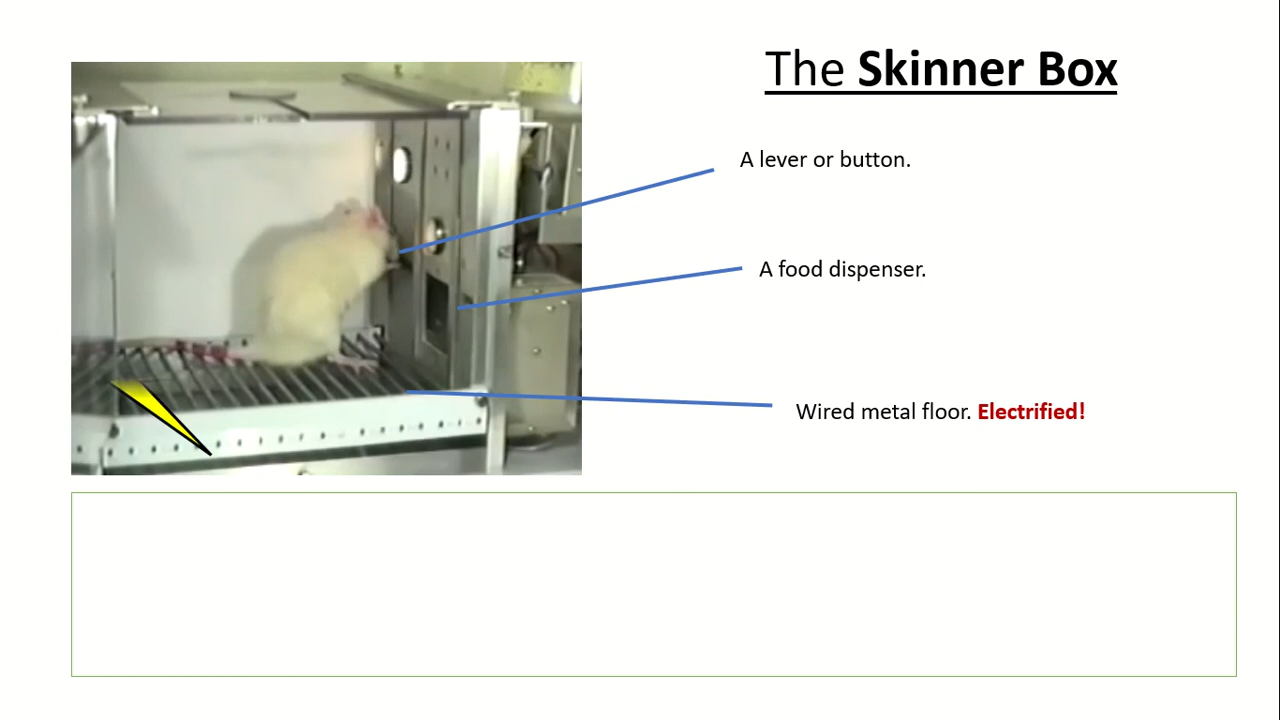 The Skinner Box
A lever or button.
A food dispenser.
Wired metal floor. Electrified!